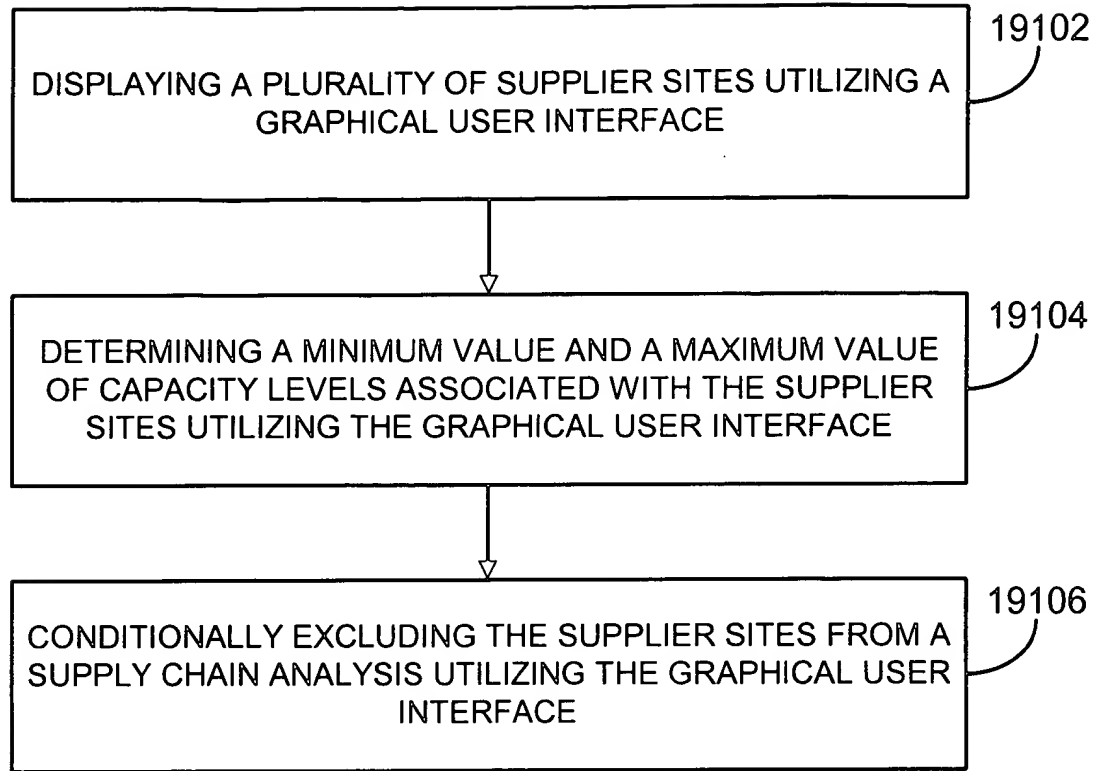 19102
DISPLAYING A PLURALITY OF SUPPLIER SITES UTILIZING A
GRAPHICAL USER INTERFACE
19104
DETERMINING A MINIMUM VALUE AND A MAXIMUM VALUE
OF CAPACITY LEVELS ASSOCIATED WITH THE SUPPLIER
SITES UTILIZING THE GRAPHICAL USER INTERFACE
19106
CONDITIONALLY EXCLUDING THE SUPPLIER SITES FROM A
SUPPLY CHAIN ANALYSIS UTILIZING THE GRAPHICAL USER
INTERFACE